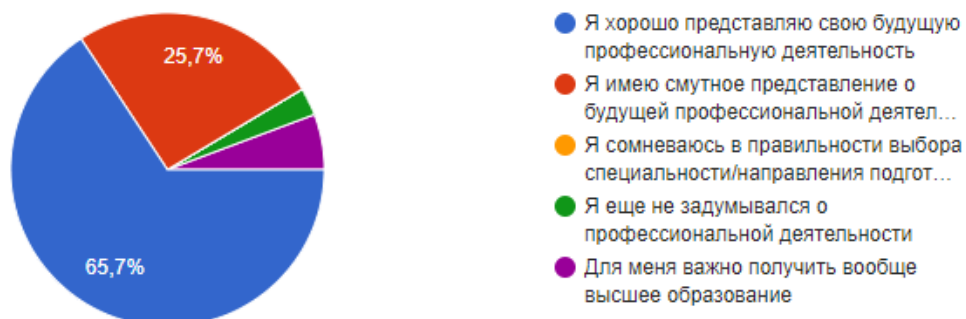 25,7%
65,7%
Я хорошо представляю свою будущую
профессиональную деятельность
Я имею смутное представление о
будущей профессиональной деятел...
Я сомневаюсь в правильности выбора
специальности/направления подгот...
Я еще не задумывался о
профессиональной деятельности
Для меня важно получить вообще
высшее образование